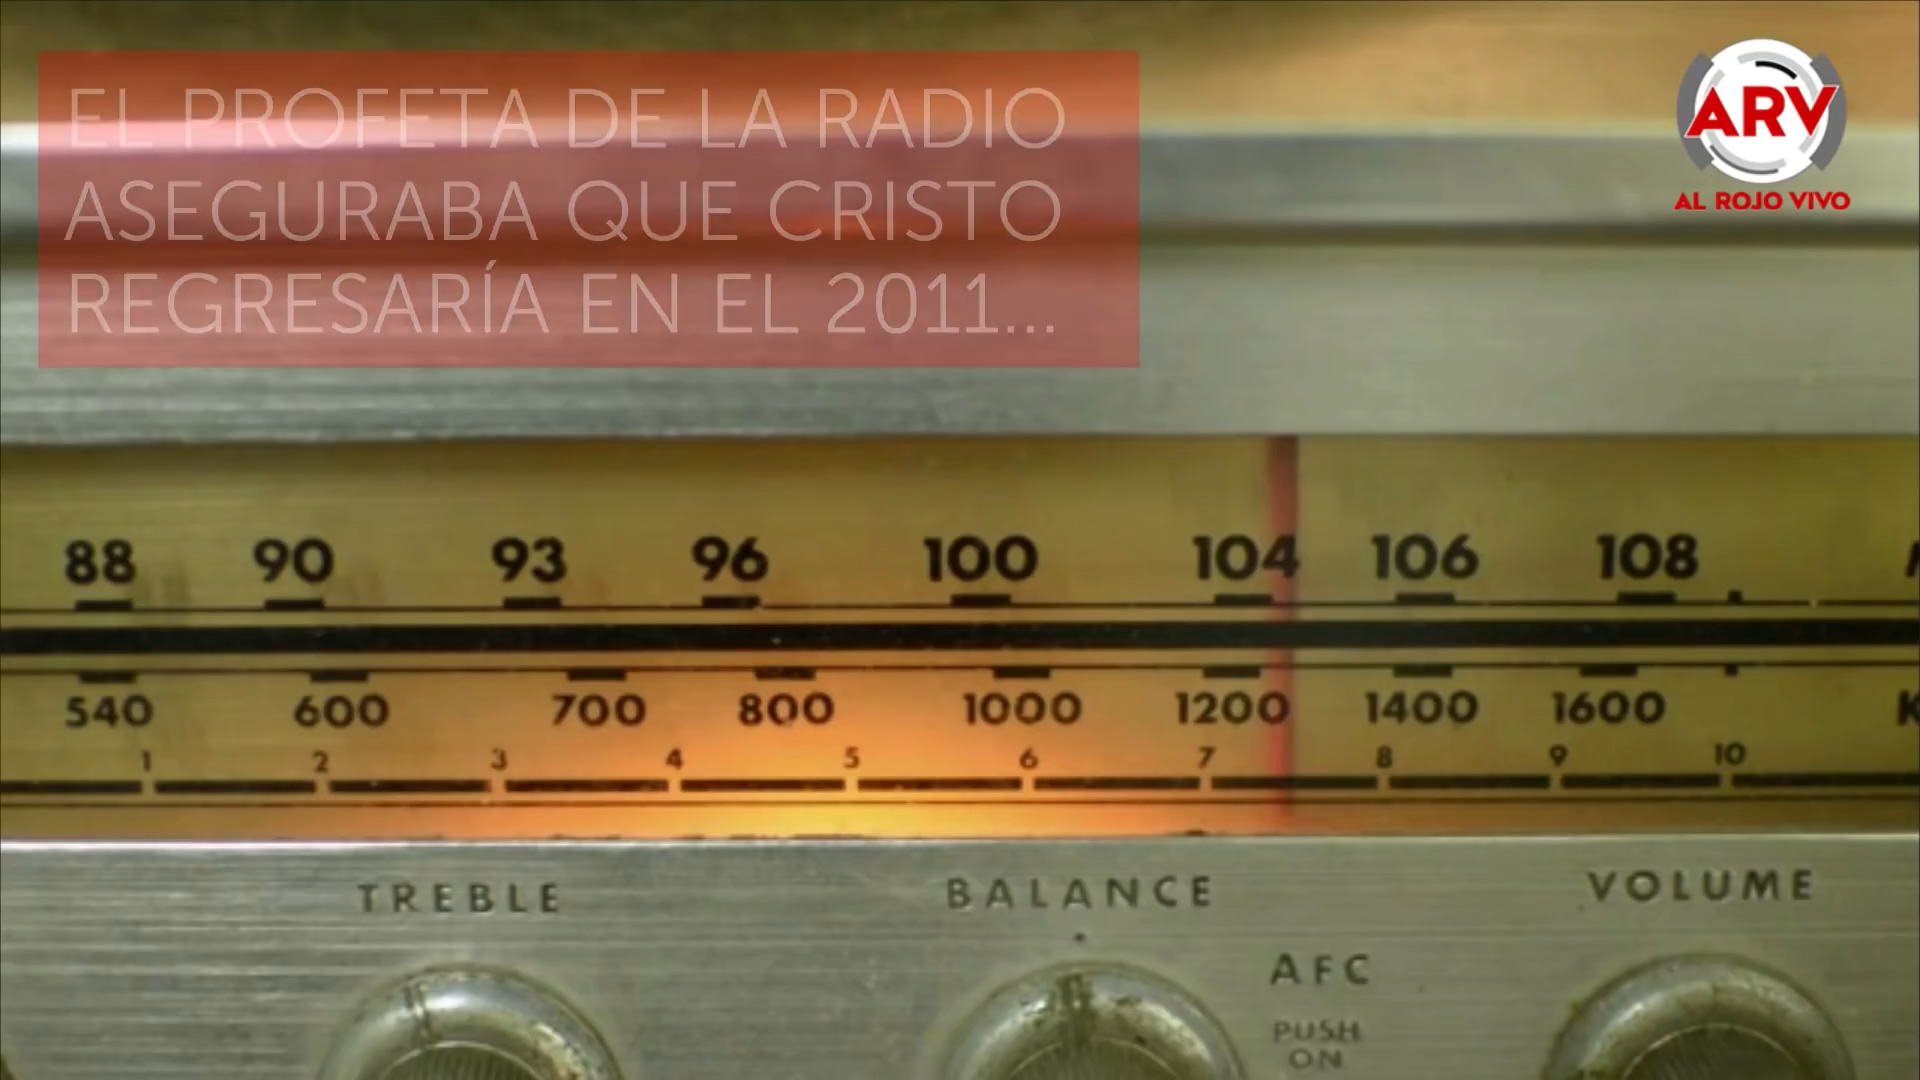 EL PROFETA DE LA RADIO
ASEGURABA QUE CRISTO
REGRESARÍA EN EL 2011...
ARV
AL ROJO VIVO
88 90 93 96 100 104 106 108
540 600 700 800 1000 1200 1400 1600
1 2 3 4 5 6 7 8 9 10
TREBLE BALANCE VOLUME
AFC
PUSH
ON